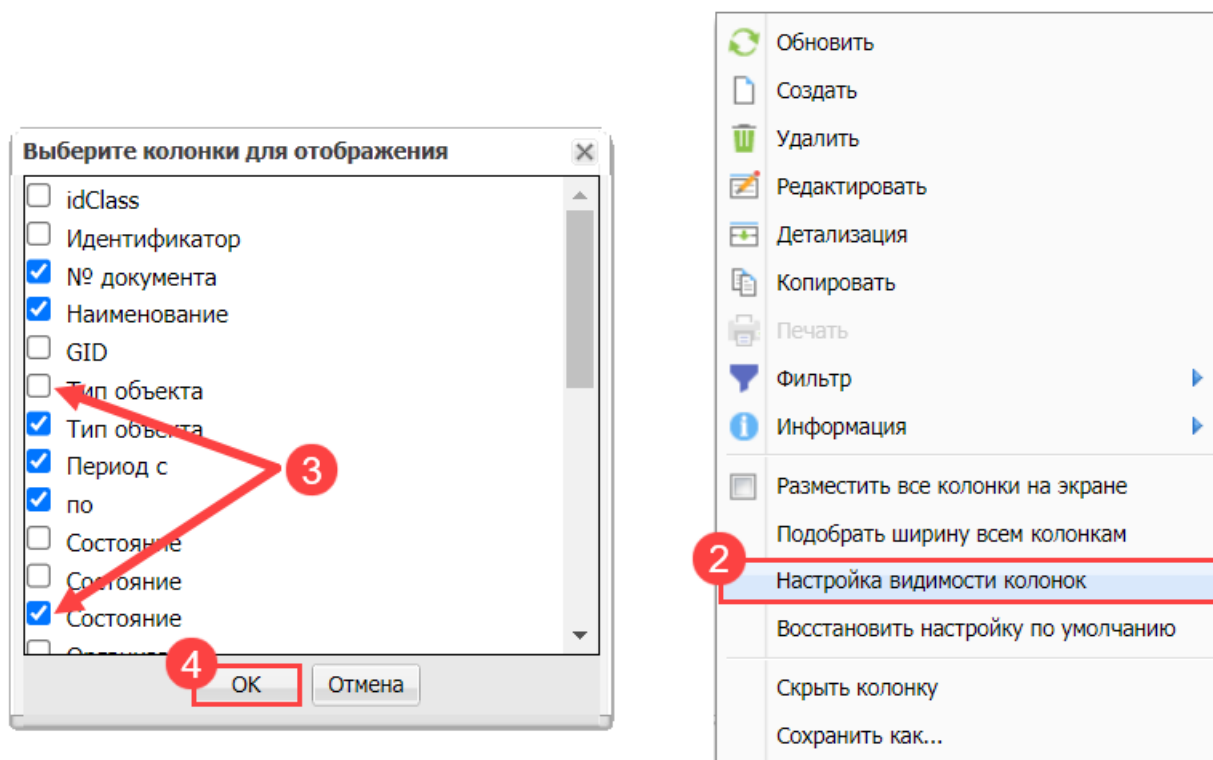 Выберите колонки для отображения
idClass
Идентификатор
№ документа
Наименование
GID
Тип объекта
Тип объекта
Период с
по
Состояние
Состояние
Состояние
3
4
ОК
Отмена
Обновить
Создать
Удалить
Редактировать
Детализация
Копировать
Печать
Фильтр
Информация
Разместить все колонки на экране
Подобрать ширину всем колонкам
2
Настройка видимости колонок
Восстановить настройку по умолчанию
Скрыть колонку
Сохранить как...